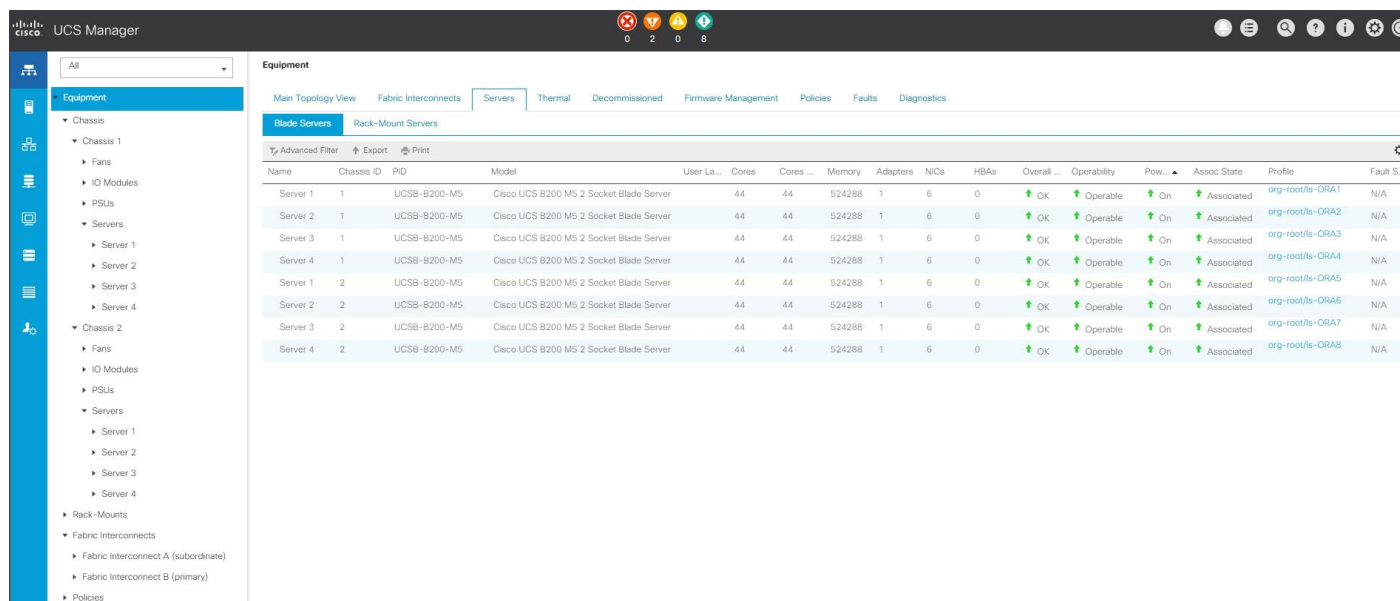 cisco UCS Manager
0 2 0 8
All
Equipment
Chassis
Chassis 1
Fans
IO Modules
PSUs
Servers
Server 1
Server 2
Server 3
Server 4
Chassis 2
Fans
IO Modules
PSUs
Servers
Server 1
Server 2
Server 3
Server 4
Rack-Mounts
Fabric Interconnects
Fabric Interconnect A (subordinate)
Fabric Interconnect B (primary)
Policies
Equipment
Main Topology View Fabric Interconnects Servers Thermal Decommissioned Firmware Management Policies Faults Diagnostics
Blade Servers Rack-Mount Servers
Advanced Filter Export Print
Name Chassis ID PID Model User La... Cores Cores ... Memory Adapters NICs HBAs Overall ... Operability Pow... Assoc State Profile Fault S...
Server 1 1 UCSB-B200-M5 Cisco UCS B200 M5 2 Socket Blade Server 44 44 524288 1 6 0 OK Operable On Associated org-root/ls-ORA1 N/A
Server 2 1 UCSB-B200-M5 Cisco UCS B200 M5 2 Socket Blade Server 44 44 524288 1 6 0 OK Operable On Associated org-root/ls-ORA2 N/A
Server 3 1 UCSB-B200-M5 Cisco UCS B200 M5 2 Socket Blade Server 44 44 524288 1 6 0 OK Operable On Associated org-root/ls-ORA3 N/A
Server 4 1 UCSB-B200-M5 Cisco UCS B200 M5 2 Socket Blade Server 44 44 524288 1 6 0 OK Operable On Associated org-root/ls-ORA4 N/A
Server 1 2 UCSB-B200-M5 Cisco UCS B200 M5 2 Socket Blade Server 44 44 524288 1 6 0 OK Operable On Associated org-root/ls-ORA5 N/A
Server 2 2 UCSB-B200-M5 Cisco UCS B200 M5 2 Socket Blade Server 44 44 524288 1 6 0 OK Operable On Associated org-root/ls-ORA6 N/A
Server 3 2 UCSB-B200-M5 Cisco UCS B200 M5 2 Socket Blade Server 44 44 524288 1 6 0 OK Operable On Associated org-root/ls-ORA7 N/A
Server 4 2 UCSB-B200-M5 Cisco UCS B200 M5 2 Socket Blade Server 44 44 524288 1 6 0 OK Operable On Associated org-root/ls-ORA8 N/A